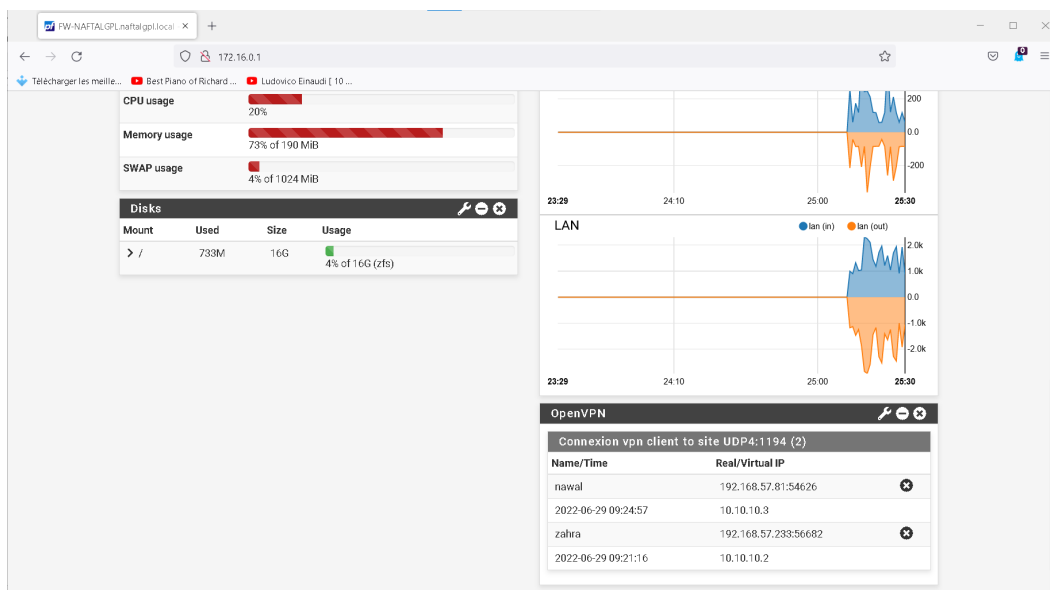 FW-NAFTALGPL.naftalgpl.local
172.16.0.1
0
Télécharger les meille... Best Piano of Richard ... Ludovico Einaudi [ 10 ...
CPU usage
20%
Memory usage
73% of 190 MiB
SWAP usage
4% of 1024 MiB
Disks
Mount Used Size Usage
/ 733M 16G
4% of 16G (zfs)
200
0.0
-200
23:29 24:10 25:00 25:30
LAN lan (in) lan (out)
2.0k
1.0k
0.0
-1.0k
-2.0k
23:29 24:10 25:00 25:30
OpenVPN
Connexion vpn client to site UDP4:1194 (2)
Name/Time Real/Virtual IP
nawal 192.168.57.81:54626
2022-06-29 09:24:57 10.10.10.3
zahra 192.168.57.233:56682
2022-06-29 09:21:16 10.10.10.2